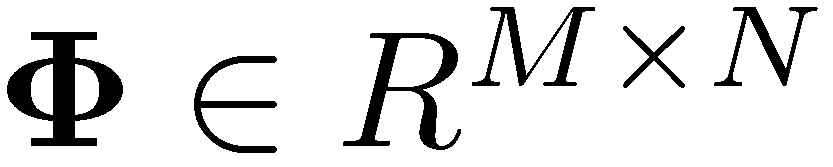 𝚽 ∈ R^{M×N}